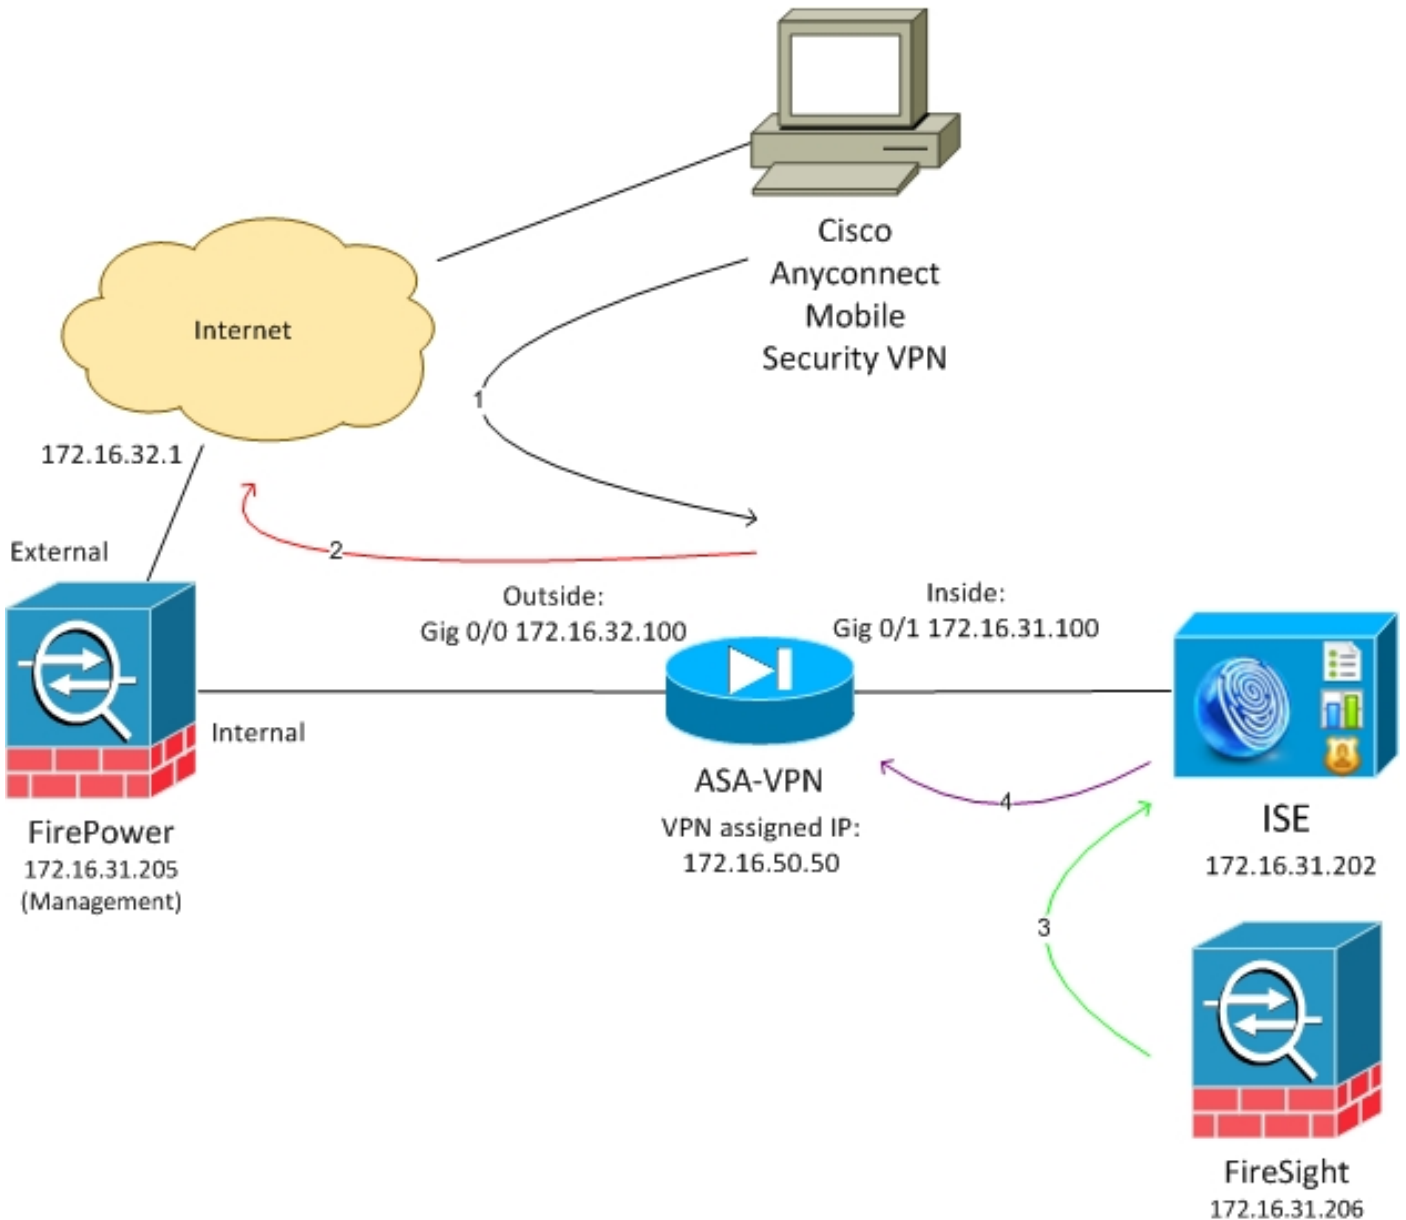 Cisco
Anyconnect
Mobile
Security VPN
Internet
1
172.16.32.1
2
External
Outside:
Gig 0/0 172.16.32.100
Inside:
Gig 0/1 172.16.31.100
Internal
ASA-VPN
VPN assigned IP:
172.16.50.50
4
ISE
172.16.31.202
FirePower
172.16.31.205
(Management)
3
FireSight
172.16.31.206